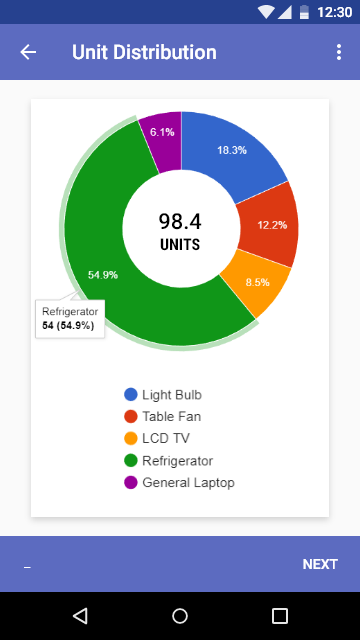 12:30
Unit Distribution
6.1%
18.3%
12.2%
8.5%
54.9%
98.4
UNITS
Refrigerator
54 (54.9%)
Light Bulb
Table Fan
LCD TV
Refrigerator
General Laptop
_
NEXT